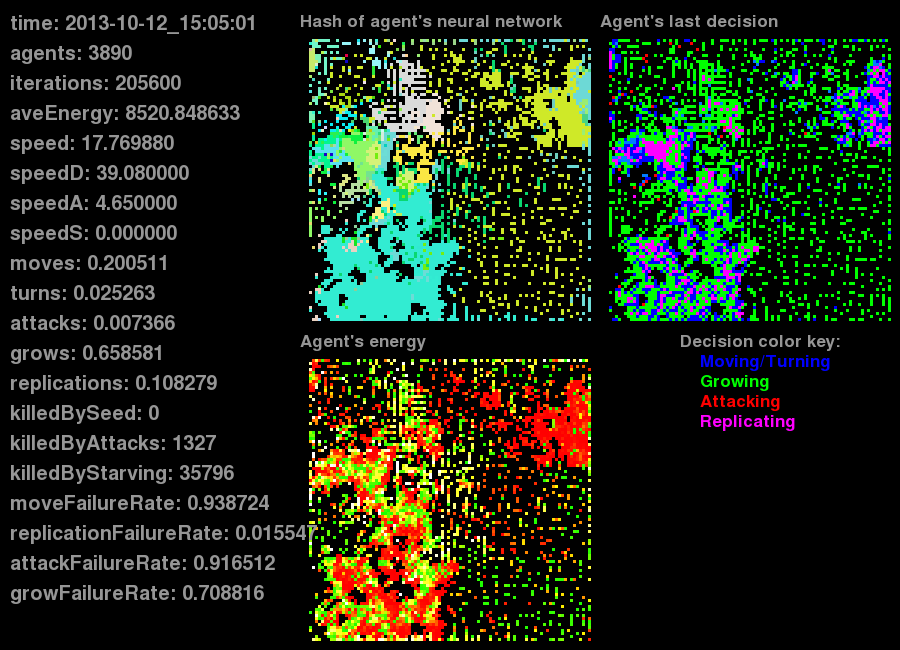 time: 2013-10-12_15:05:01
agents: 3890
iterations: 205600
aveEnergy: 8520.848633
speed: 17.769880
speedD: 39.080000
speedA: 4.650000
speedS: 0.000000
moves: 0.200511
turns: 0.025263
attacks: 0.007366
grows: 0.658581
replications: 0.108279
killedBySeed: 0
killedByAttacks: 1327
killedByStarving: 35796
moveFailureRate: 0.938724
replicationFailureRate: 0.015547
attackFailureRate: 0.916512
growFailureRate: 0.708816
Hash of agent's neural network
Agent's last decision
Agent's energy
Decision color key:
Moving/Turning
Growing
Attacking
Replicating